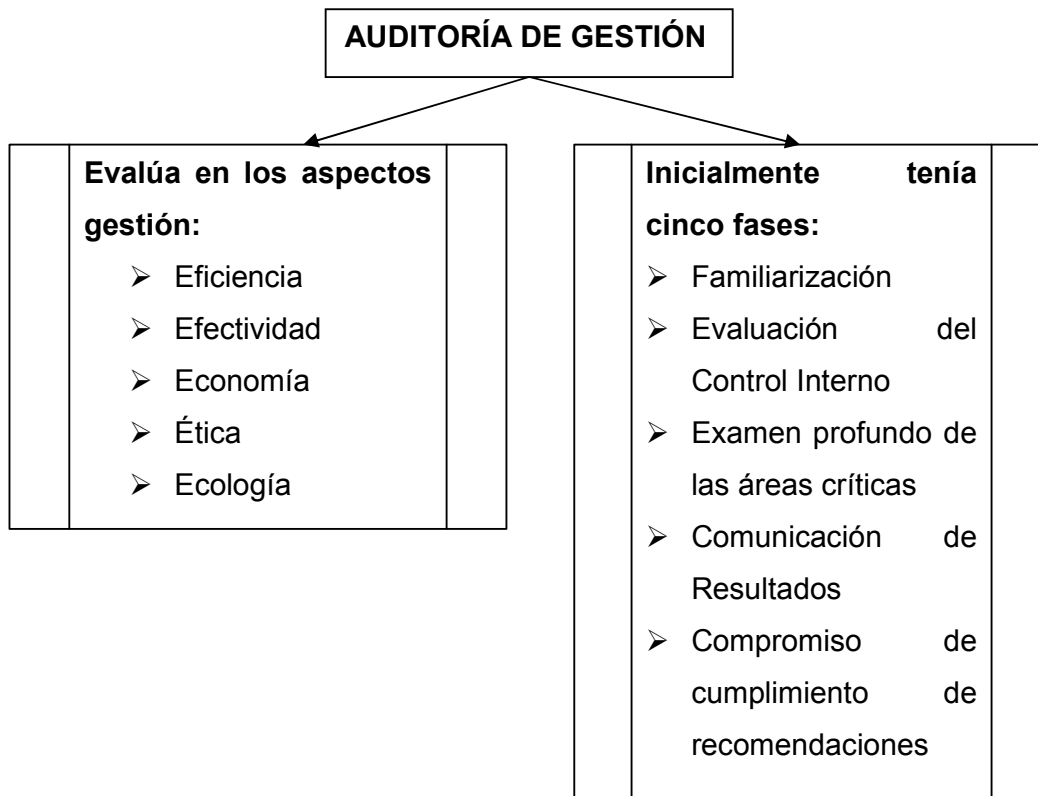 AUDITORÍA DE GESTIÓN
Evalúa en los aspectos
gestión:
➢ Eficiencia
➢ Efectividad
➢ Economía
➢ Ética
➢ Ecología
Inicialmente tenía
cinco fases:
➢ Familiarización
➢ Evaluación del
Control Interno
➢ Examen profundo de
las áreas críticas
➢ Comunicación de
Resultados
➢ Compromiso de
cumplimiento de
recomendaciones